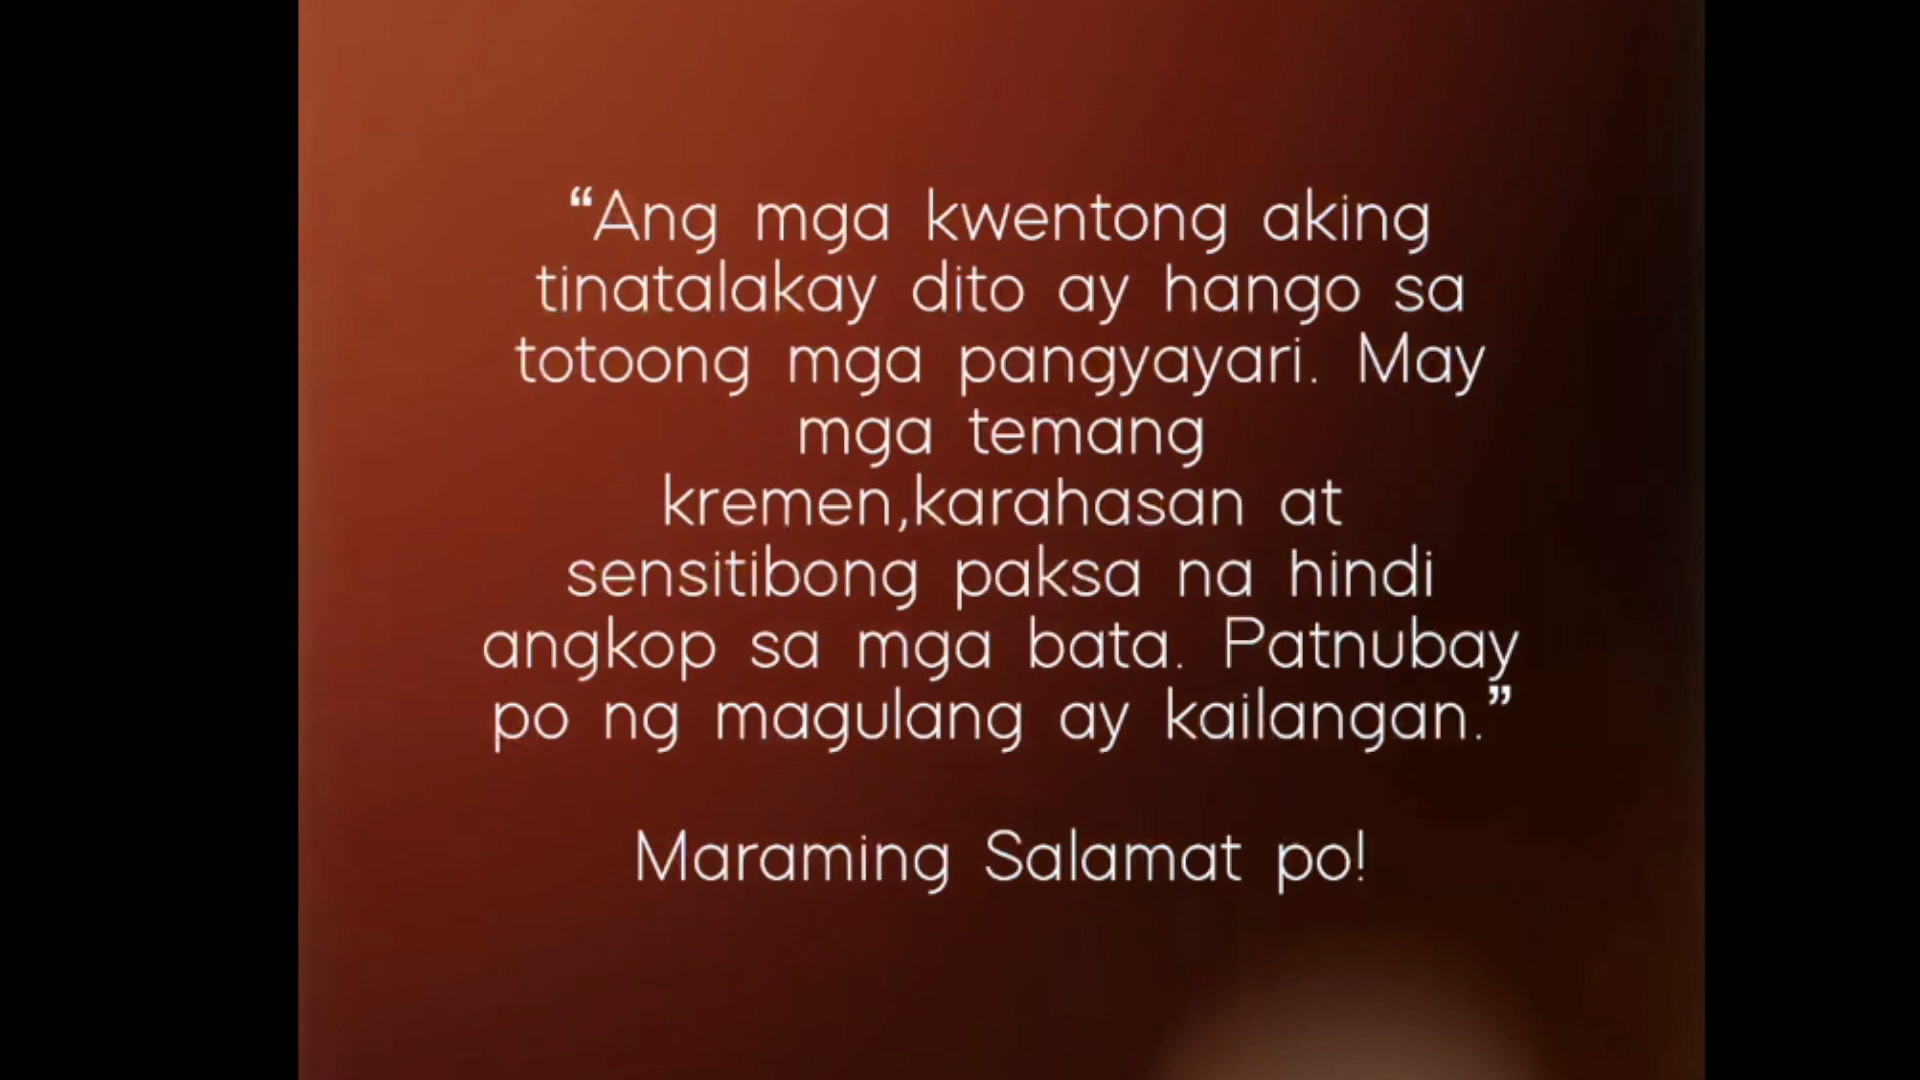 “Ang mga kwentong aking
tinatalakay dito ay hango sa
totoong mga pangyayari. May
mga temang
kremen,karahasan at
sensitibong paksa na hindi
angkop sa mga bata. Patnubay
po ng magulang ay kailangan.”
Maraming Salamat po!